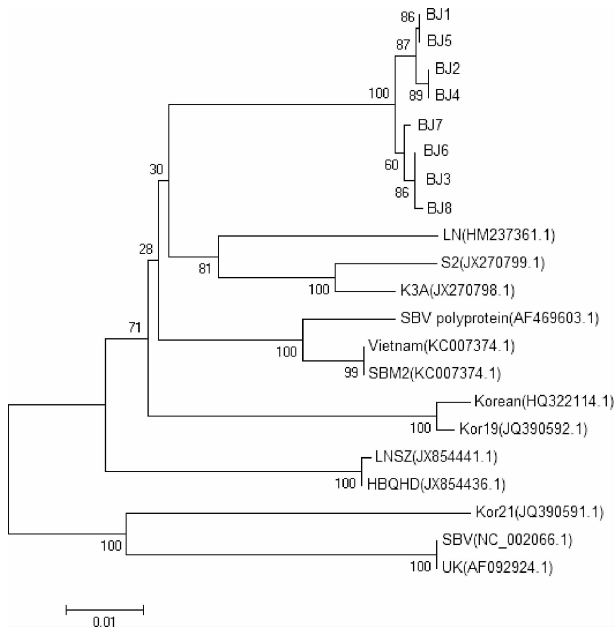 86
BJ1
BJ5
87
BJ2
89
BJ4
100
BJ7
60
BJ6
BJ3
86
BJ8
30
LN(HM237361.1)
81
S2(JX270799.1)
28
100
K3A(JX270798.1)
SBV polyprotein(AF469603.1)
71
100
Vietnam(KC007374.1)
99
SBM2(KC007374.1)
Korean(HQ322114.1)
100
Kor19(JQ390592.1)
LNSZ(JX854441.1)
100
HBQHD(JX854436.1)
Kor21(JQ390591.1)
100
SBV(NC_002066.1)
100
UK(AF092924.1)
0.01